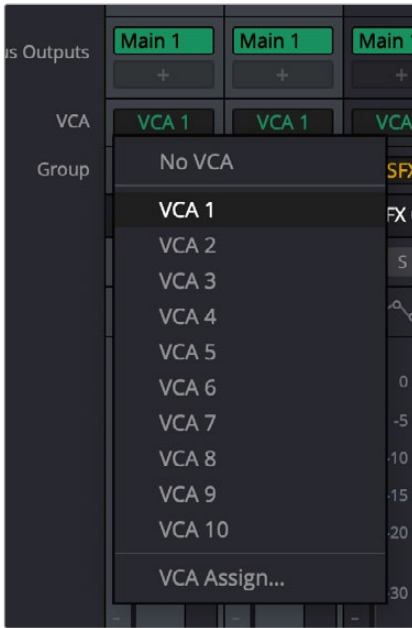 Main 1 Main 1 Main
us Outputs
+ + +
VCA VCA 1 VCA 1 VCA
Group
No VCA
SFX
VCA 1
FX
VCA 2
S
VCA 3
VCA 4
VCA 5
VCA 6
0
VCA 7
-5
VCA 8
-10
VCA 9
-15
VCA 10
-20
VCA Assign...
-30
- -